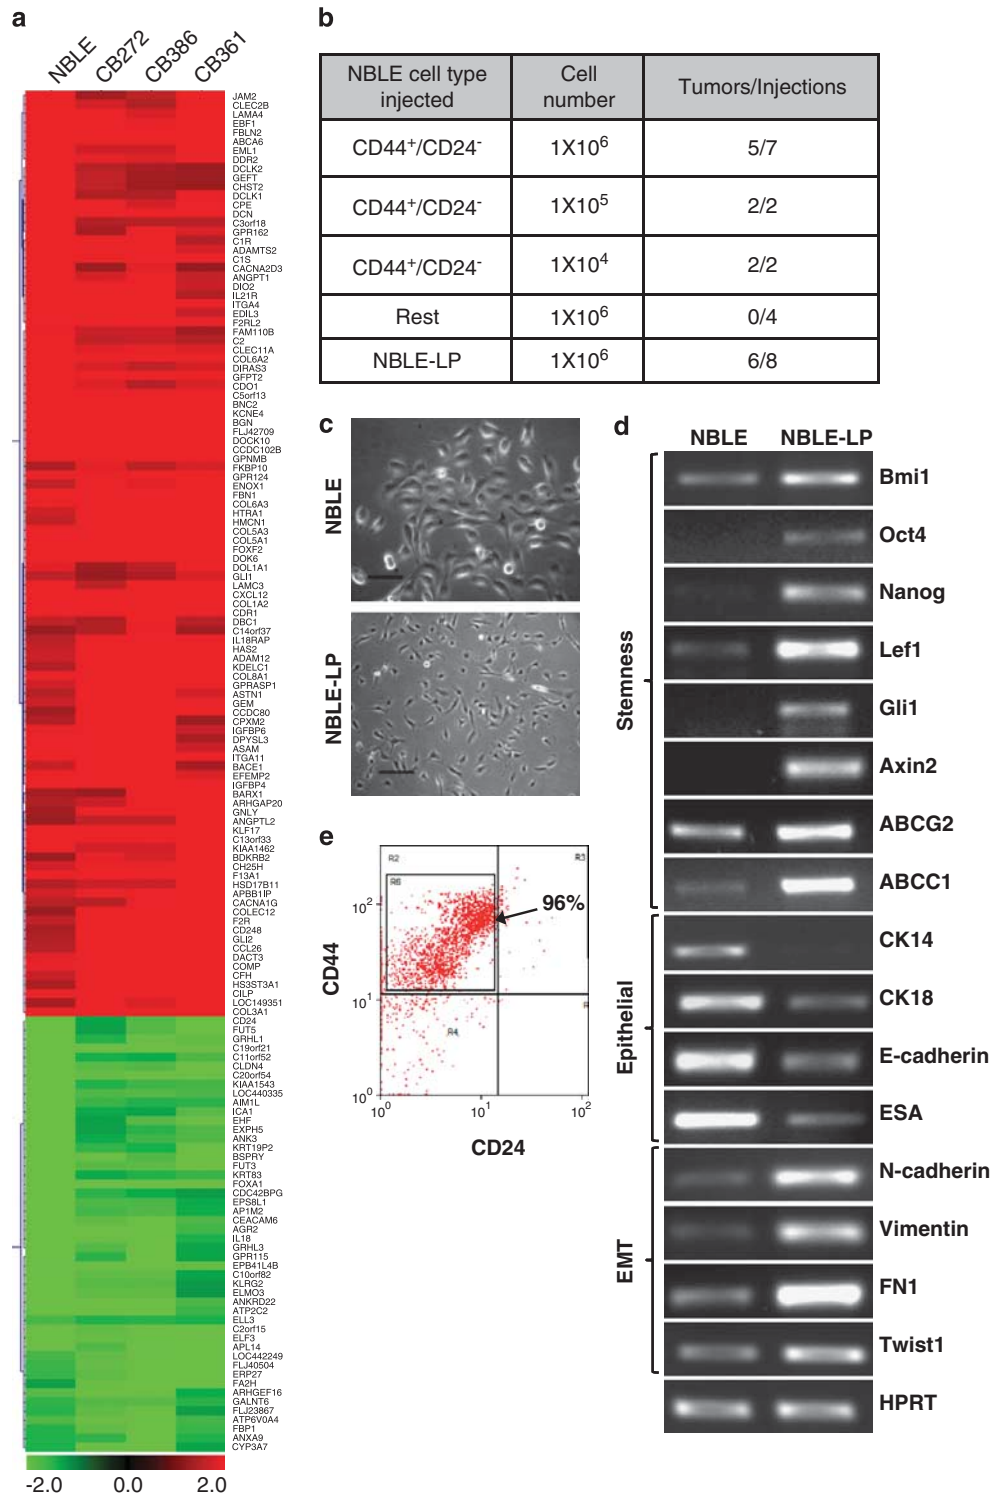 a
NBLE
CB272
CB386
CB361
JAM2
CLEC2B
LAMA4
EBF1
FBLN2
ABCA6
EML1
DDR2
DCLK2
GEFT
CHST2
DCLK1
CPE
DCN
C3orf18
GPR162
C1R
ADAMTS2
C1S
CACNA2D3
ANGPT1
DIO2
IL21R
ITGA4
EDIL3
F2RL2
FAM110B
C2
CLEC11A
COL6A2
DIRAS3
GFPT2
CDO1
C5orf13
BNC2
KCNE4
BGN
FLJ42709
DOCK10
CCDC102B
GPNMB
FKBP10
GPR124
ENOX1
FBN1
COL6A3
HTRA1
HMCN1
COL5A3
COL5A1
FOXF2
DOK6
DOL1A1
GLI1
LAMC3
CXCL12
COL1A2
CDR1
DBC1
C14orf37
IL18RAP
HAS2
ADAM12
KDELC1
COL8A1
GPRASP1
ASTN1
GEM
CCDC80
CPXM2
IGFBP6
DPYSL3
ASAM
ITGA11
BACE1
EFEMP2
IGFBP4
BARX1
ARHGAP20
GNLY
ANGPTL2
KLF17
C13orf33
KIAA1462
BDKRB2
CH25H
F13A1
HSD17B11
APBB1IP
CACNA1G
COLEC12
F2R
CD248
GLI2
CCL26
DACT3
COMP
CFH
HS3ST3A1
CILP
LOC149351
COL3A1
CD24
FUT5
GRHL1
C19orf21
C11orf52
CLDN4
C20orf54
KIAA1543
LOC440335
AIM1L
ICA1
EHF
EXPH5
ANK3
KRT19P2
BSPRY
FUT3
KRT83
FOXA1
CDC42BPG
EPS8L1
AP1M2
CEACAM6
AGR2
IL18
GRHL3
GPR115
EPB41L4B
C10orf82
KLRG2
ELMO3
ANKRD22
ATP2C2
ELL3
C2orf15
ELF3
APL14
LOC442249
FLJ40504
ERP27
FA2H
ARHGEF16
GALNT6
FLJ23867
ATP6V0A4
FBP1
ANXA9
CYP3A7
-2.0 0.0 2.0
b
NBLE cell type injected Cell number Tumors/Injections
CD44+/CD24- 1X10^6 5/7
CD44+/CD24- 1X10^5 2/2
CD44+/CD24- 1X10^4 2/2
Rest 1X10^6 0/4
NBLE-LP 1X10^6 6/8
c
NBLE
NBLE-LP
d
NBLE NBLE-LP
Stemness
Bmi1
Oct4
Nanog
Lef1
Gli1
Axin2
ABCG2
ABCC1
Epithelial
CK14
CK18
E-cadherin
ESA
EMT
N-cadherin
Vimentin
FN1
Twist1
HPRT
e
R2 R3
R6
96%
R4
CD44
10^2
10^1
10^0
10^0 10^1 10^2
CD24